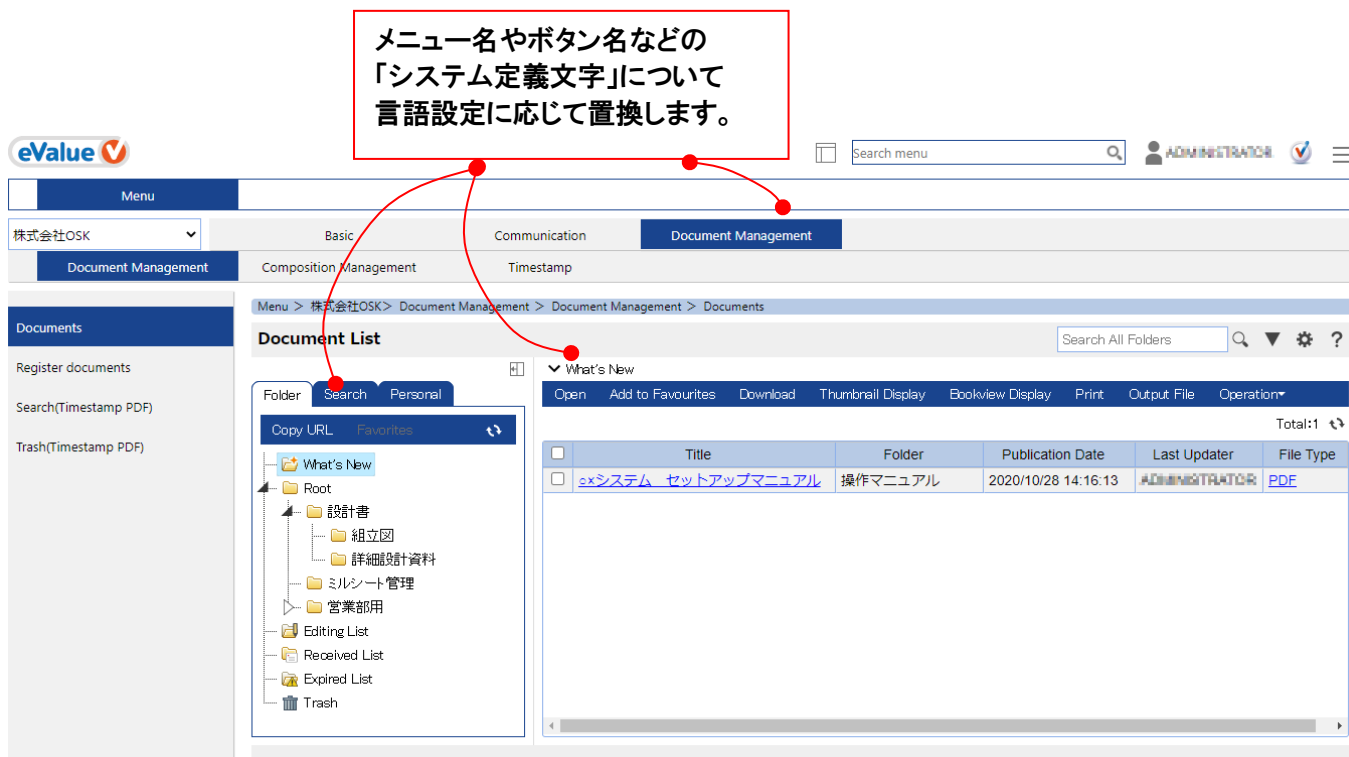 メニュー名やボタン名などの
「システム定義文字」について
言語設定に応じて置換します。
eValue
Search menu
ADMINISTRATOR
Menu
株式会社OSK
Basic Communication Document Management
Document Management Composition Management Timestamp
Menu > 株式会社OSK> Document Management > Document Management > Documents
Documents
Register documents
Search(Timestamp PDF)
Trash(Timestamp PDF)
Document List
Search All Folders
?
Folder Search Personal
Copy URL Favorites
What's New
Root
設計書
組立図
詳細設計資料
ミルシート管理
営業部用
Editing List
Received List
Expired List
Trash
What's New
Open Add to Favourites Download Thumbnail Display Bookview Display Print Output File Operation
Total:1
Title Folder Publication Date Last Updater File Type
○×システム　セットアップマニュアル 操作マニュアル 2020/10/28 14:16:13 ADMINISTRATOR PDF